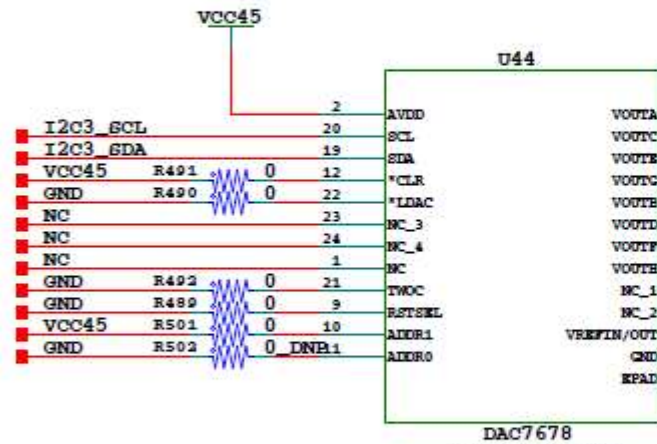 VCC45
U44
2 AVDD VOUTA
I2C3_SCL 20 SCL VOUTC
I2C3_SDA 19 SDA VOUTE
VCC45 R491 0 12 *CLR VOUTG
GND R490 0 22 *LDAC VOUTB
NC 23 NC_3 VOUTD
NC 24 NC_4 VOUTF
NC 1 NC VOUTH
GND R492 0 21 TWOC NC_1
GND R489 0 9 RSTSEL NC_2
VCC45 R501 0 10 ADDR1 VREFIN/OUT
GND R502 0_DNP 11 ADDR0 GND
EPAD
DAC7678